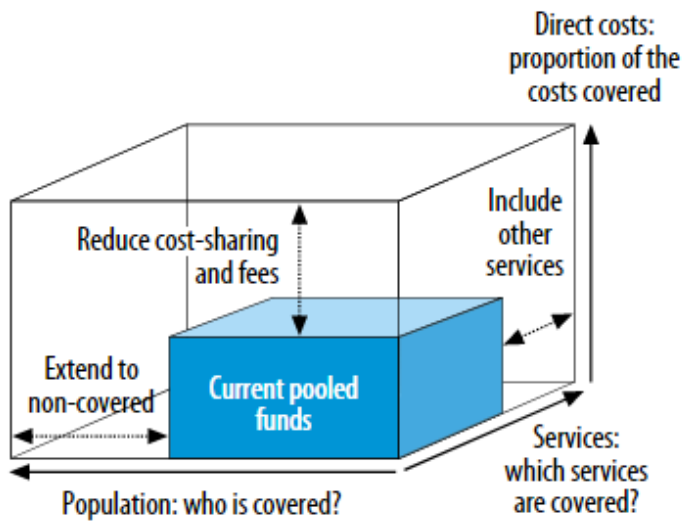 Direct costs:
proportion of the
costs covered
Include
other
services
Reduce cost-sharing
and fees
Extend to
non-covered
Current pooled
funds
Services:
which services
are covered?
Population: who is covered?